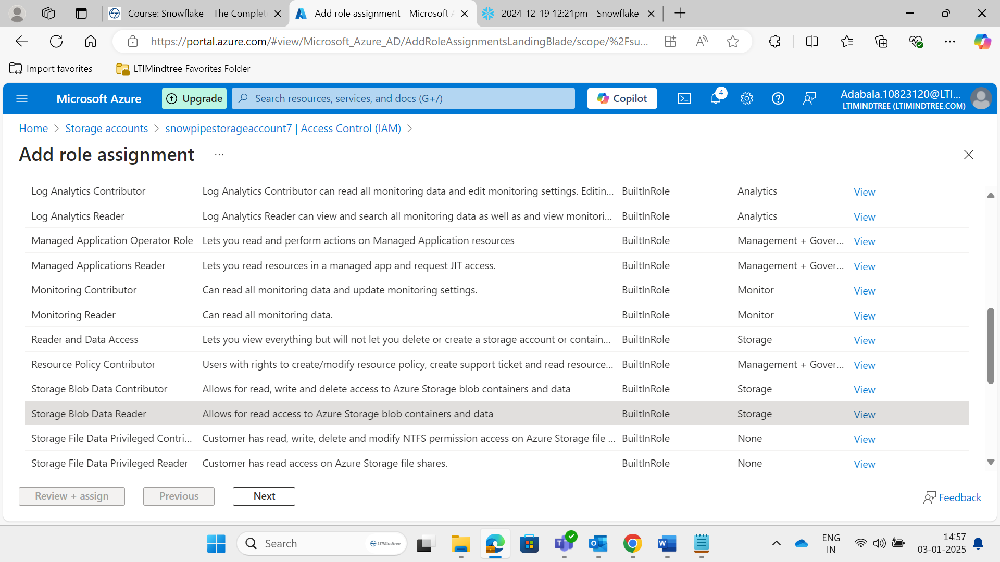 Course: Snowflake – The Complet
Add role assignment - Microsoft A
2024-12-19 12:21pm - Snowflake
https://portal.azure.com/#view/Microsoft_Azure_AD/AddRoleAssignmentsLandingBlade/scope/%2Fsu...
Import favorites
LTIMindtree Favorites Folder
Microsoft Azure
Upgrade
Search resources, services, and docs (G+/)
Copilot
4
Adabala.10823120@LTI...
LTIMINDTREE (LTIMINDTREE.COM)
Home > Storage accounts > snowpipestorageaccount7 | Access Control (IAM) >
Add role assignment ...
Log Analytics Contributor Log Analytics Contributor can read all monitoring data and edit monitoring settings. Editin... BuiltInRole Analytics View
Log Analytics Reader Log Analytics Reader can view and search all monitoring data as well as and view monitori... BuiltInRole Analytics View
Managed Application Operator Role Lets you read and perform actions on Managed Application resources BuiltInRole Management + Gover... View
Managed Applications Reader Lets you read resources in a managed app and request JIT access. BuiltInRole Management + Gover... View
Monitoring Contributor Can read all monitoring data and update monitoring settings. BuiltInRole Monitor View
Monitoring Reader Can read all monitoring data. BuiltInRole Monitor View
Reader and Data Access Lets you view everything but will not let you delete or create a storage account or contain... BuiltInRole Storage View
Resource Policy Contributor Users with rights to create/modify resource policy, create support ticket and read resource... BuiltInRole Management + Gover... View
Storage Blob Data Contributor Allows for read, write and delete access to Azure Storage blob containers and data BuiltInRole Storage View
Storage Blob Data Reader Allows for read access to Azure Storage blob containers and data BuiltInRole Storage View
Storage File Data Privileged Contri... Customer has read, write, delete and modify NTFS permission access on Azure Storage file ... BuiltInRole None View
Storage File Data Privileged Reader Customer has read access on Azure Storage file shares. BuiltInRole None View
Review + assign
Previous
Next
Feedback
Search
LTIMindtree
ENG
IN
14:57
03-01-2025